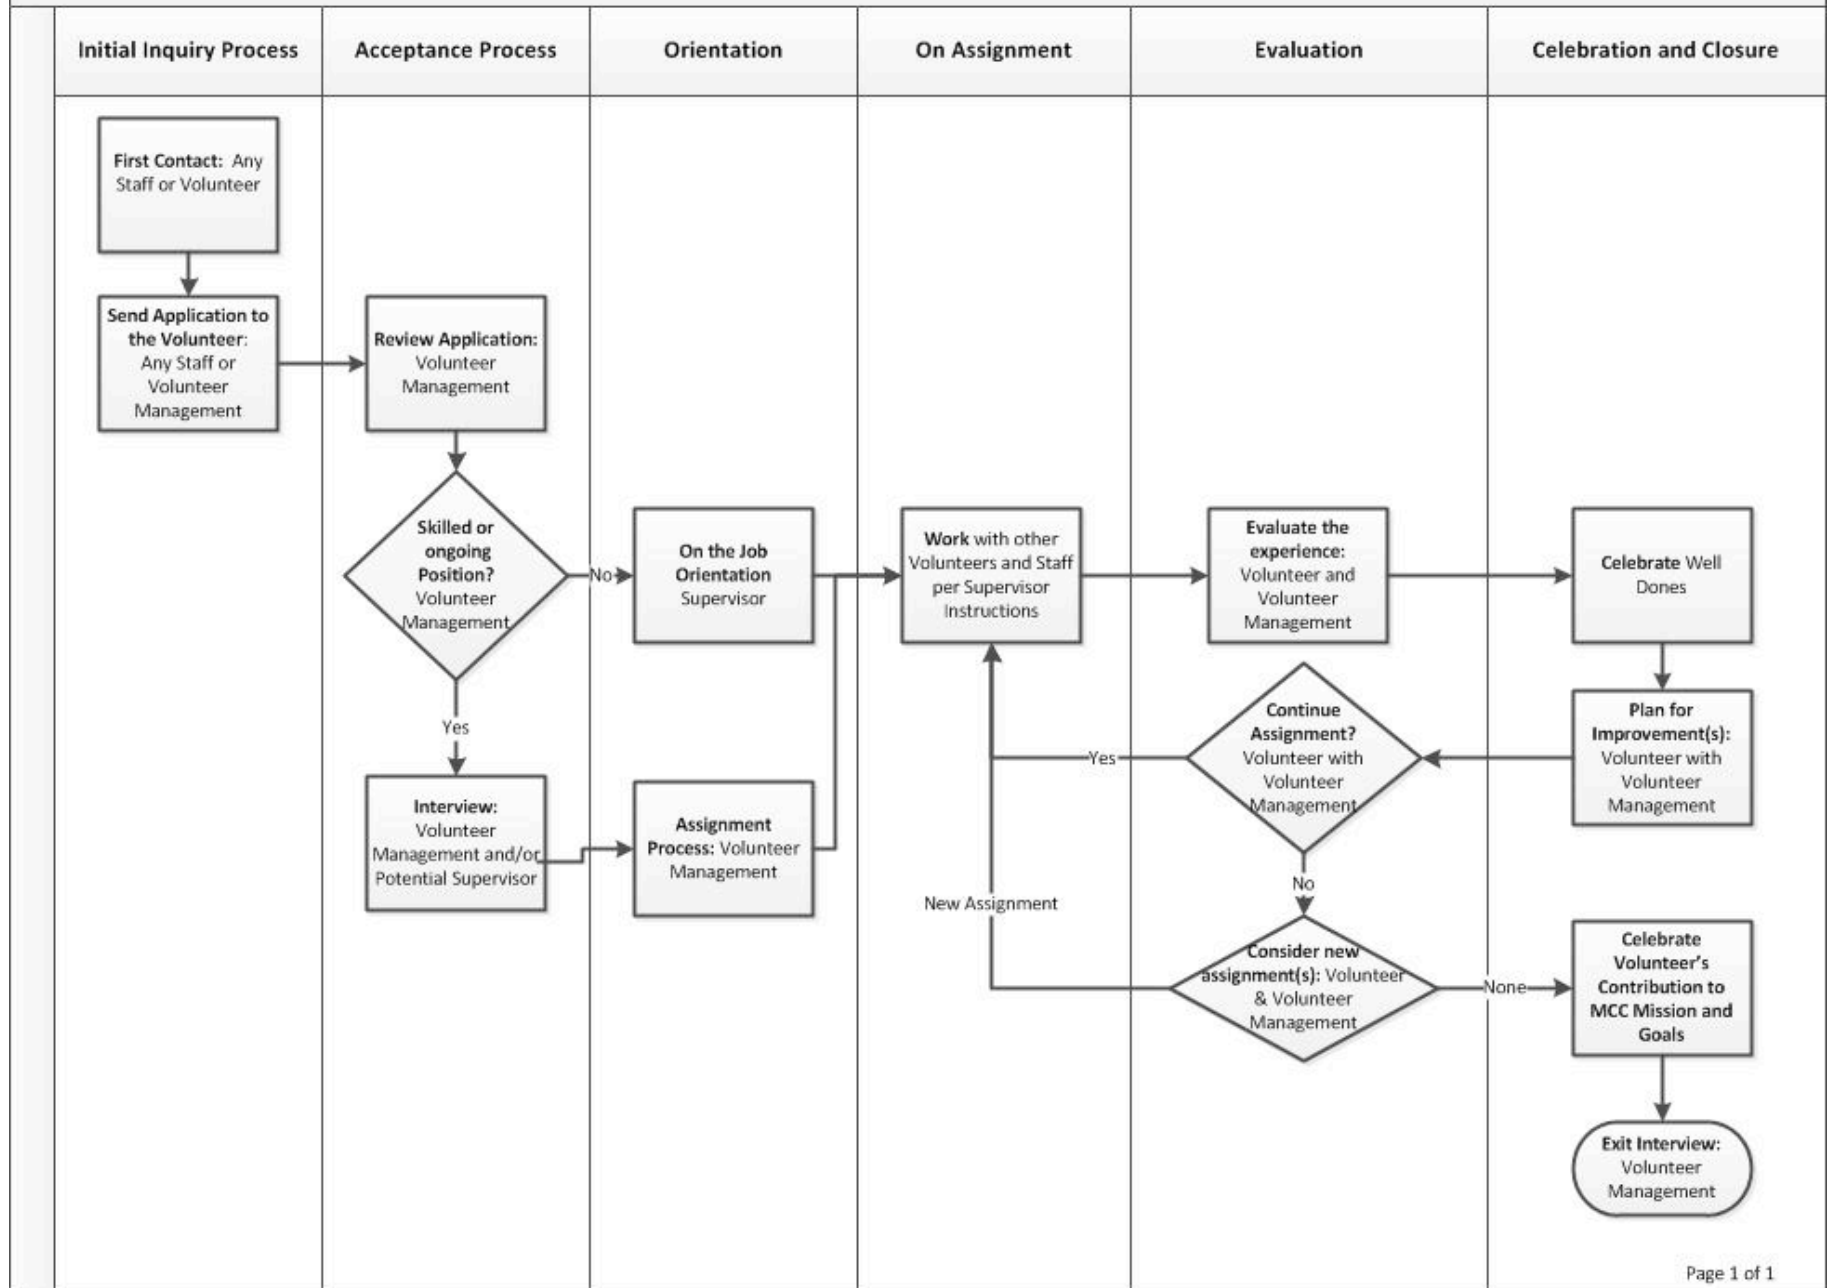 Initial Inquiry Process
Acceptance Process
Orientation
On Assignment
Evaluation
Celebration and Closure
First Contact: Any
Staff or Volunteer
Send Application to
the Volunteer:
Any Staff or
Volunteer
Management
Review Application:
Volunteer
Management
Skilled or
ongoing
Position?
Volunteer
Management
No
Yes
Interview:
Volunteer
Management and/or
Potential Supervisor
On the Job
Orientation
Supervisor
Assignment
Process: Volunteer
Management
Work with other
Volunteers and Staff
per Supervisor
Instructions
Evaluate the
experience:
Volunteer and
Volunteer
Management
Celebrate Well
Dones
Plan for
Improvement(s):
Volunteer with
Volunteer
Management
Continue
Assignment?
Volunteer with
Volunteer
Management
Yes
No
Consider new
assignment(s): Volunteer
& Volunteer
Management
New Assignment
None
Celebrate
Volunteer's
Contribution to
MCC Mission and
Goals
Exit Interview:
Volunteer
Management
Page 1 of 1